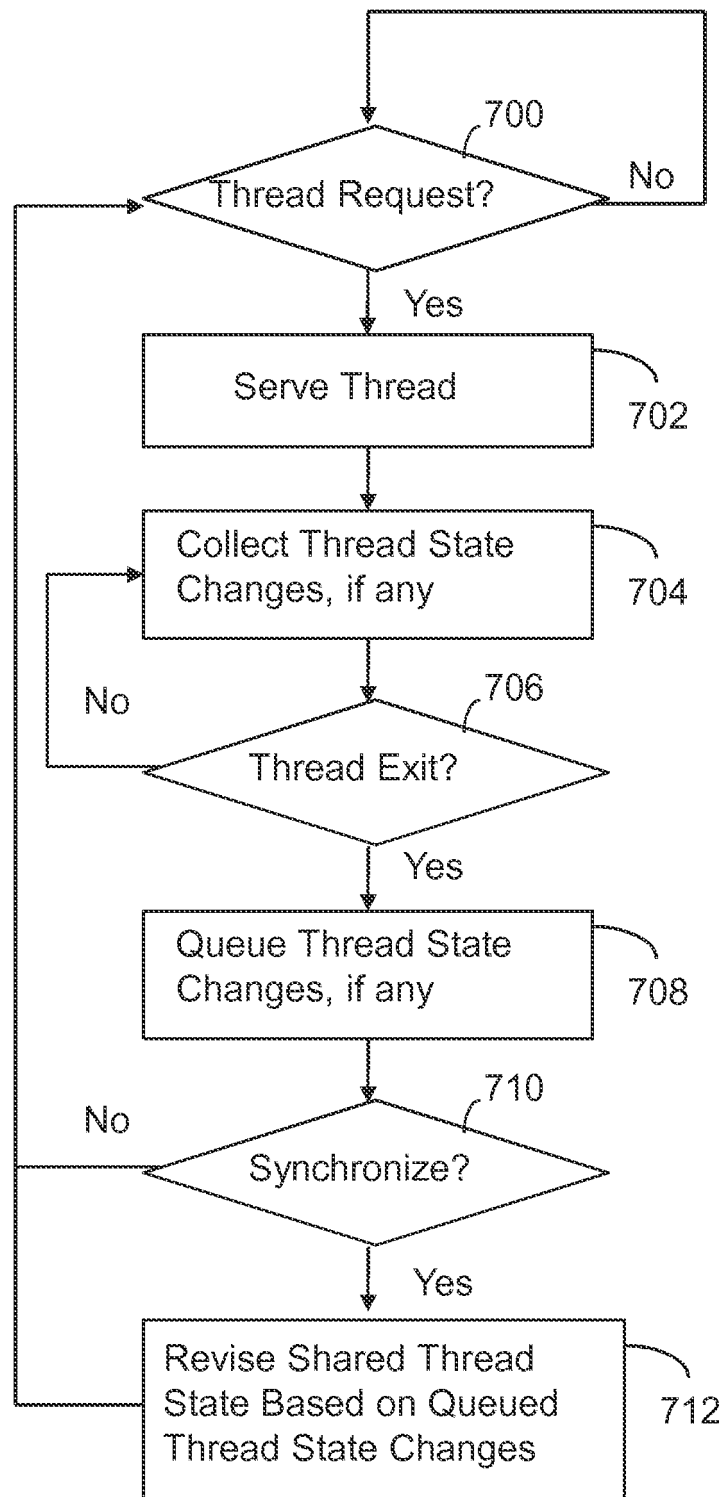 700
Thread Request?
No
Yes
Serve Thread
702
Collect Thread State
Changes, if any
704
No
706
Thread Exit?
Yes
Queue Thread State
Changes, if any
708
710
No
Synchronize?
Yes
Revise Shared Thread
State Based on Queued
Thread State Changes
712